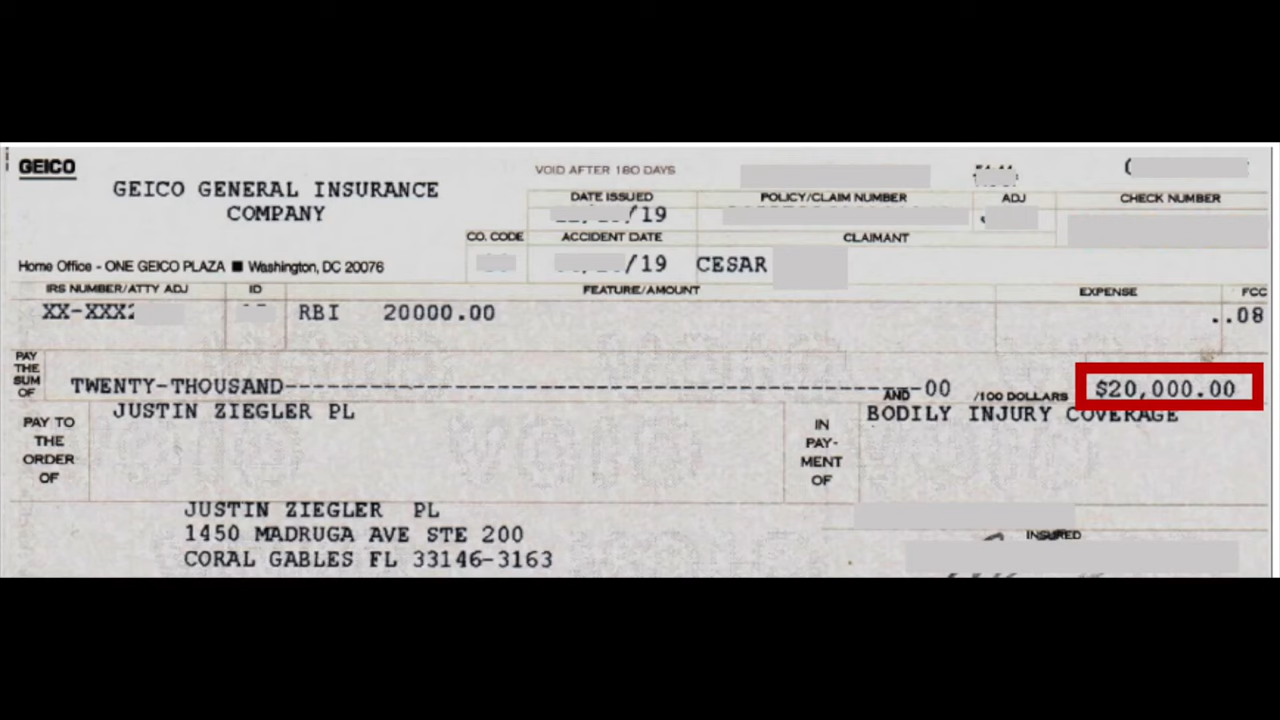 GEICO
GEICO GENERAL INSURANCE
COMPANY
Home Office - ONE GEICO PLAZA ■ Washington, DC 20076
VOID AFTER 180 DAYS
DATE ISSUED POLICY/CLAIM NUMBER ADJ CHECK NUMBER
/19
CO. CODE ACCIDENT DATE CLAIMANT
/19 CESAR
IRS NUMBER/ATTY ADJ ID FEATURE/AMOUNT EXPENSE FCC
XX-XXX RBI 20000.00 ..08
PAY
THE
SUM
OF
TWENTY-THOUSAND------------------------------------------------00
AND /100 DOLLARS $20,000.00
PAY TO
THE
ORDER
OF
JUSTIN ZIEGLER PL
IN
PAY-
MENT
OF
BODILY INJURY COVERAGE
JUSTIN ZIEGLER PL
1450 MADRUGA AVE STE 200
CORAL GABLES FL 33146-3163
INSURED